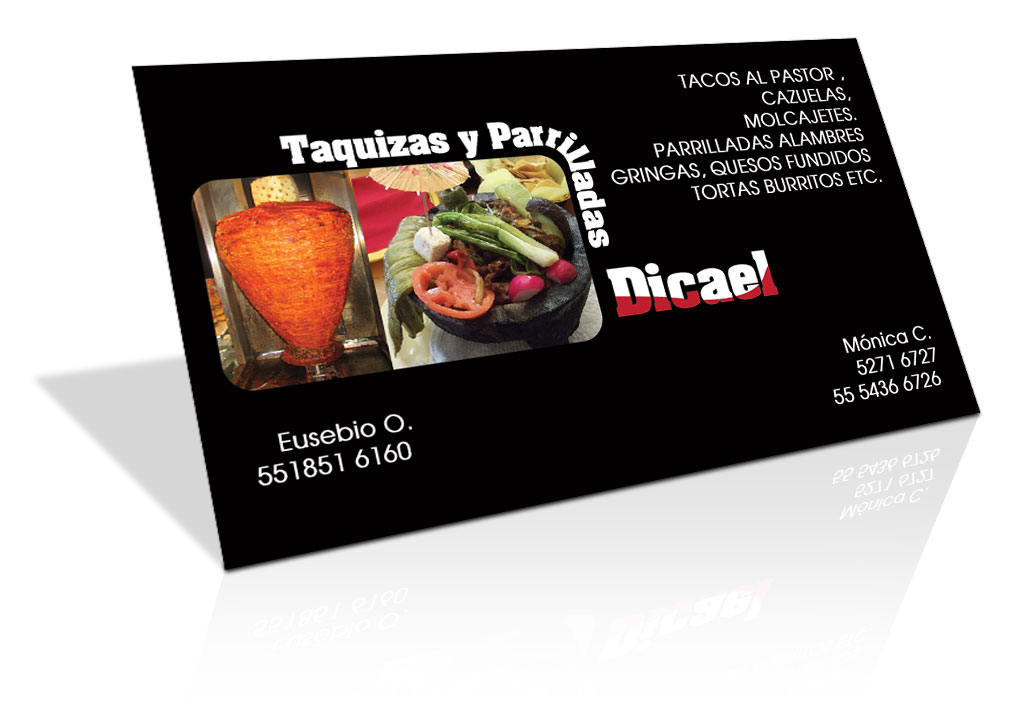 Taquizas y Parrilladas
TACOS AL PASTOR ,
CAZUELAS,
MOLCAJETES.
PARRILLADAS ALAMBRES
GRINGAS, QUESOS FUNDIDOS
TORTAS BURRITOS ETC.
Dicael
Mónica C.
5271 6727
55 5436 6726
Eusebio O.
551851 6160